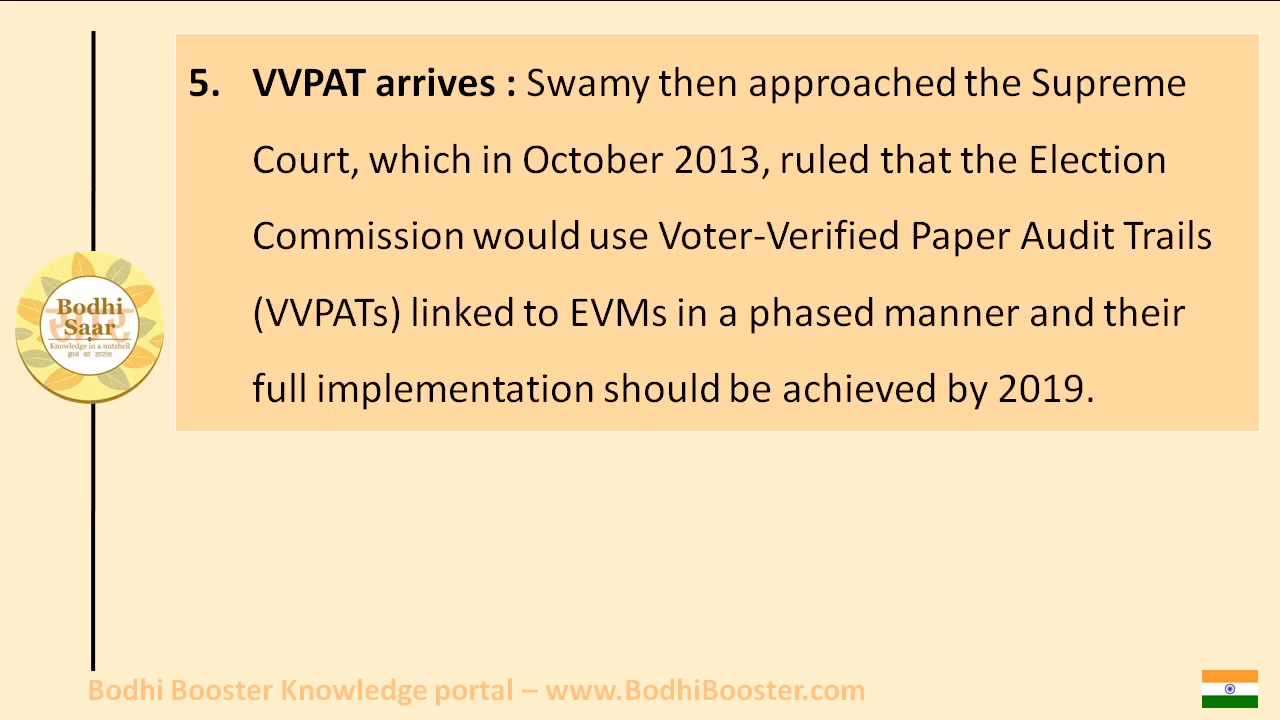 5. VVPAT arrives : Swamy then approached the Supreme
Court, which in October 2013, ruled that the Election
Commission would use Voter-Verified Paper Audit Trails
(VVPATs) linked to EVMs in a phased manner and their
full implementation should be achieved by 2019.
Bodhi
Saar
Knowledge in a nutshell
ज्ञान का सारांश
Bodhi Booster Knowledge portal – www.BodhiBooster.com